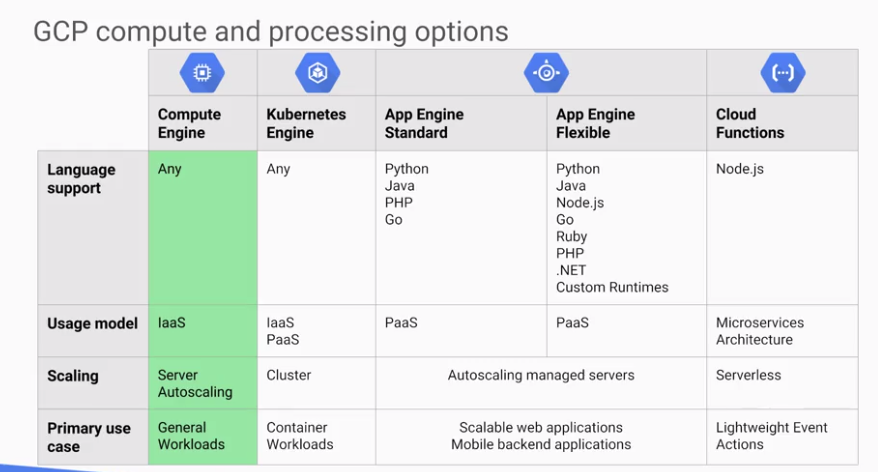 GCP compute and processing options
Compute Engine
Kubernetes Engine
App Engine Standard
App Engine Flexible
Cloud Functions
Language support
Any
Any
Python
Java
PHP
Go
Python
Java
Node.js
Go
Ruby
PHP
.NET
Custom Runtimes
Node.js
Usage model
IaaS
IaaS
PaaS
PaaS
PaaS
Microservices
Architecture
Scaling
Server
Autoscaling
Cluster
Autoscaling managed servers
Serverless
Primary use case
General
Workloads
Container
Workloads
Scalable web applications
Mobile backend applications
Lightweight Event
Actions